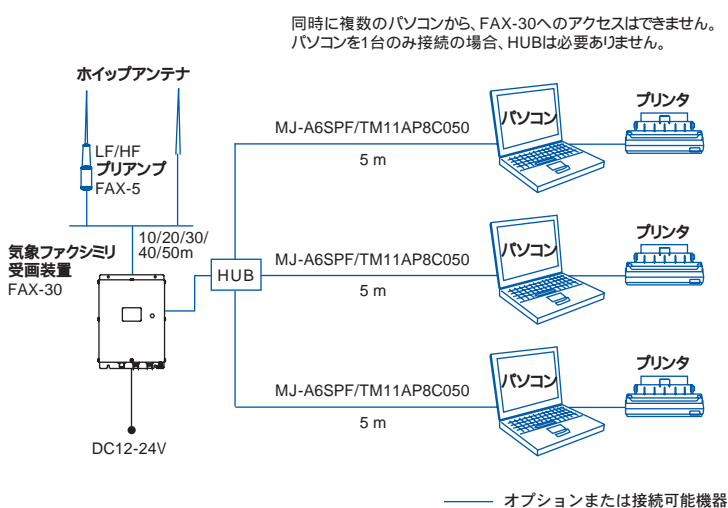 同時に複数のパソコンから、FAX-30へのアクセスはできません。
パソコンを1台のみ接続の場合、HUBは必要ありません。
ホイップアンテナ
LF/HF
プリアンプ
FAX-5
10/20/30/
40/50m
気象ファクシミリ
受画装置
FAX-30
DC12-24V
HUB
MJ-A6SPF/TM11AP8C050
5 m
パソコン
プリンタ
MJ-A6SPF/TM11AP8C050
5 m
パソコン
プリンタ
MJ-A6SPF/TM11AP8C050
5 m
パソコン
プリンタ
オプションまたは接続可能機器